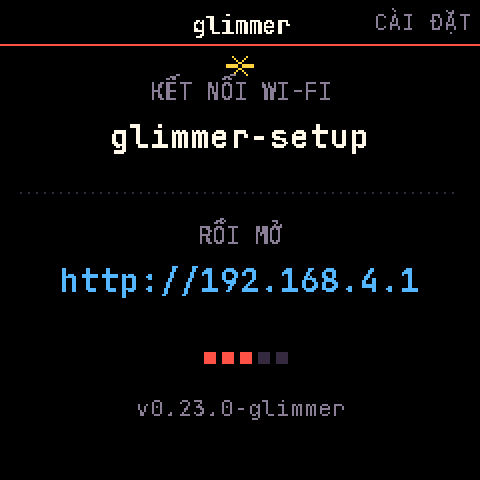 glimmer
CÀI ĐẶT
KẾT NỐI WI-FI
glimmer-setup
RỒI MỞ
http://192.168.4.1
v0.23.0-glimmer